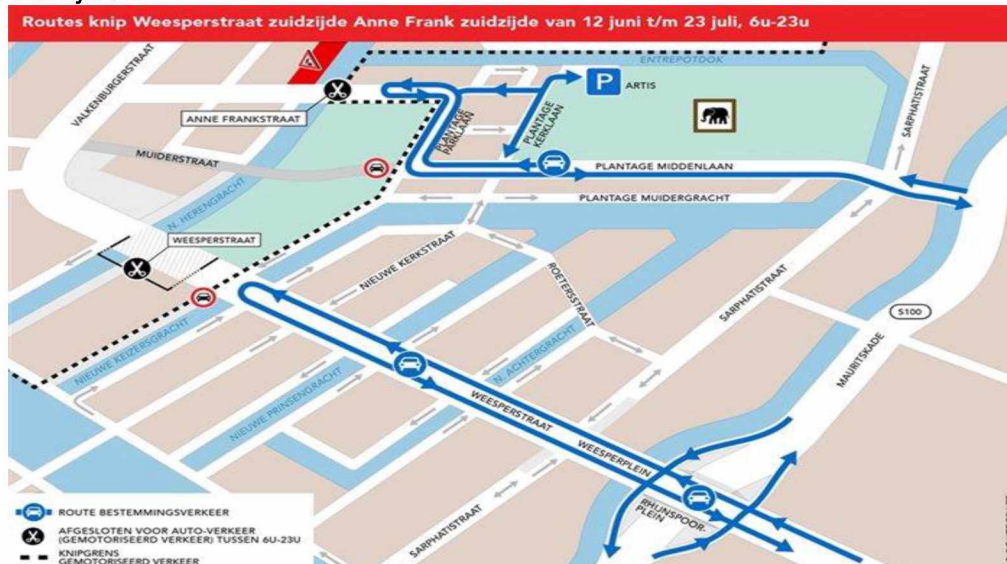 Routes knip Weesperstraat zuidzijde Anne Frank zuidzijde van 12 juni t/m 23 juli, 6u-23u
VALKENBURGERSTRAAT
ENTREPOTDOK
P
ARTIS
SARPHATISTRAAT
ANNE FRANKSTRAAT
PLANTAGE
PARKLAAN
PLANTAGE
KERKLAAN
MUIDERSTRAAT
PLANTAGE MIDDENLAAN
N. HERENGRACHT
PLANTAGE MUIDERGRACHT
WEESPERSTRAAT
NIEUWE KERKSTRAAT
ROETERSSTRAAT
SARPHATISTRAAT
S100
NIEUWE KEIZERSGRACHT
MAURITSKADE
N. ACHTERGRACHT
NIEUWE PRINSENGRACHT
WEESPERSTRAAT
WEESPERPLEIN
RHIJNSPOOR-
PLEIN
SARPHATISTRAAT
ROUTE BESTEMMINGSVERKEER
AFGESLOTEN VOOR AUTO-VERKEER
(GEMOTORISEERD VERKEER) TUSSEN 6U-23U
KNIPGRENS
GEMOTORISEERD VERKEER